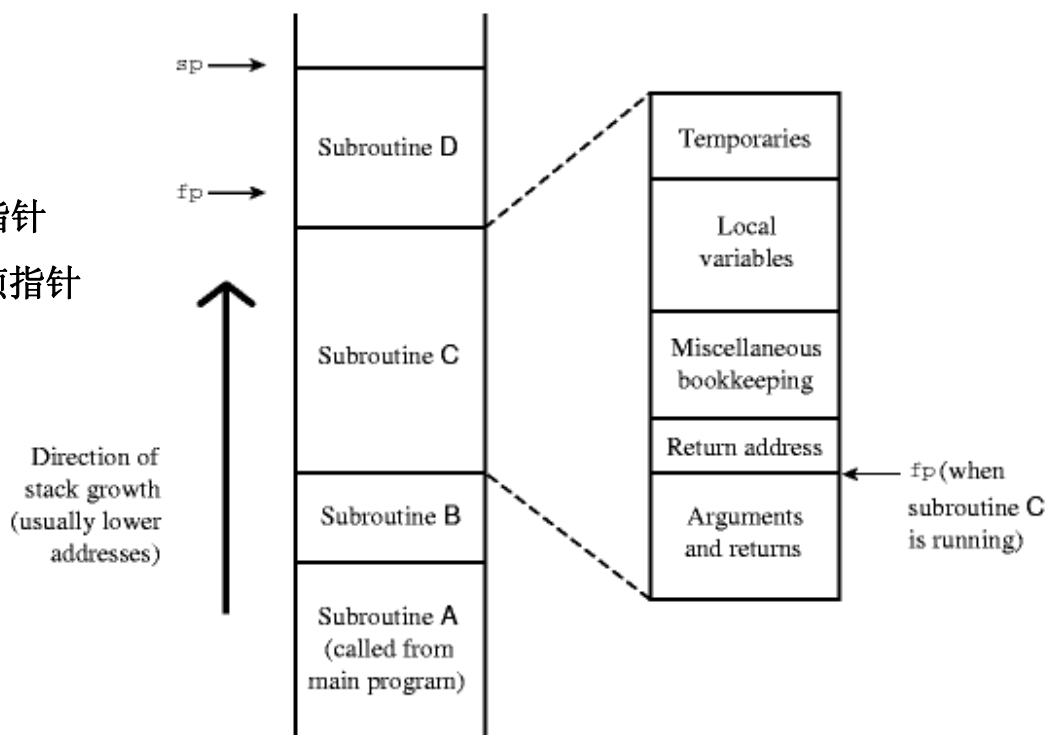 sp
Subroutine D
fp
指针
顶指针
Subroutine C
Direction of
stack growth
(usually lower
addresses)
Subroutine B
Subroutine A
(called from
main program)
Temporaries
Local
variables
Miscellaneous
bookkeeping
Return address
Arguments
and returns
fp (when
subroutine C
is running)